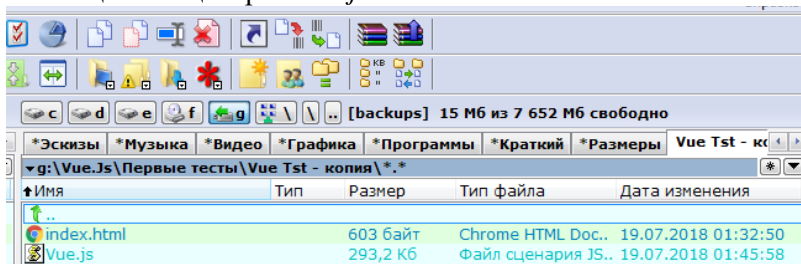 c d e f g \ \ .. [backups] 15 Мб из 7 652 Мб свободно
*Эскизы *Музыка *Видео *Графика *Программы *Краткий *Размеры Vue Tst - кс
g:\Vue.Js\Первые тесты\Vue Tst - копия\*.* *
Имя Тип Размер Тип файла Дата изменения
..
index.html 603 байт Chrome HTML Doc.. 19.07.2018 01:32:50
Vue.js 293,2 Кб Файл сценария JS.. 19.07.2018 01:45:58